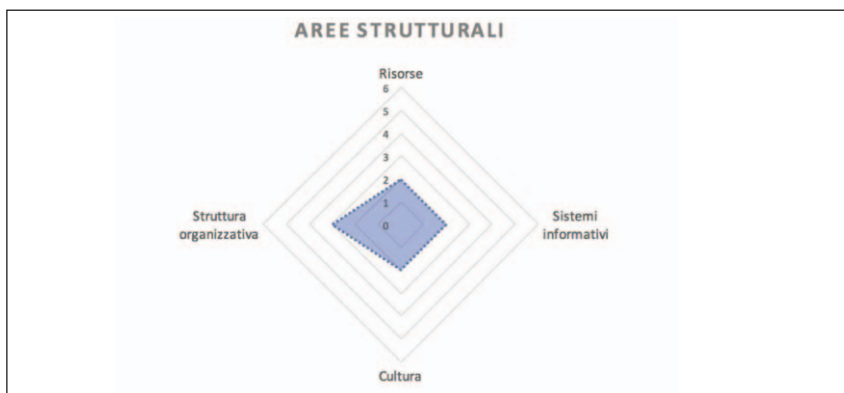 AREE STRUTTURALI
Risorse
6
5
4
3
2
1
0
Struttura
organizzativa
Sistemi
informativi
Cultura